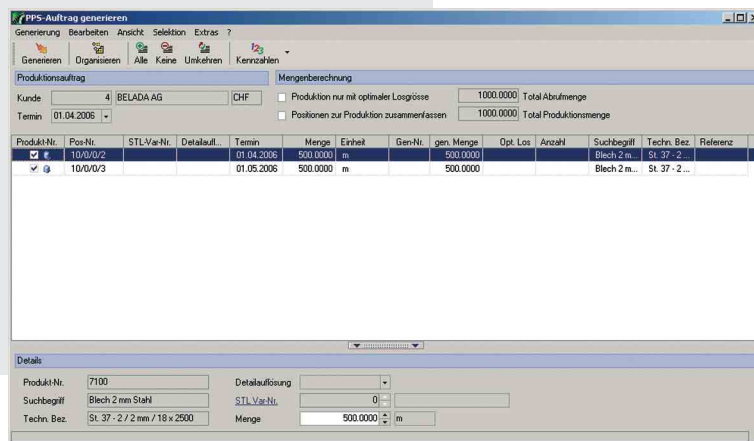 PPS-Auftrag generieren
Generierung Bearbeiten Ansicht Selektion Extras ?
Generieren Organisieren Alle Keine Umkehren Kennzahlen
Produktionsauftrag Mengenberechnung
Kunde 4 BELADA AG CHF Produktion nur mit optimaler Losgrösse 1000.0000 Total Abrufmenge
Termin 01.04.2006 Positionen zur Produktion zusammenfassen 1000.0000 Total Produktionsmenge
Produkt-Nr. Pos-Nr. STL-Var-Nr. Detailaufl... Termin Menge Einheit Gen-Nr. gen. Menge Opt. Los Anzahl Suchbegriff Techn. Bez. Referenz
10/0/0/2 01.04.2006 500.0000 m 500.0000 Blech 2 m... St. 37 - 2 ...
10/0/0/3 01.05.2006 500.0000 m 500.0000 Blech 2 m... St. 37 - 2 ...
Details
Produkt-Nr. 7100 Detailauflösung
Suchbegriff Blech 2 mm Stahl STL Var-Nr. 0
Techn. Bez. St. 37 - 2 / 2 mm / 18 x 2500 Menge 500.0000 m